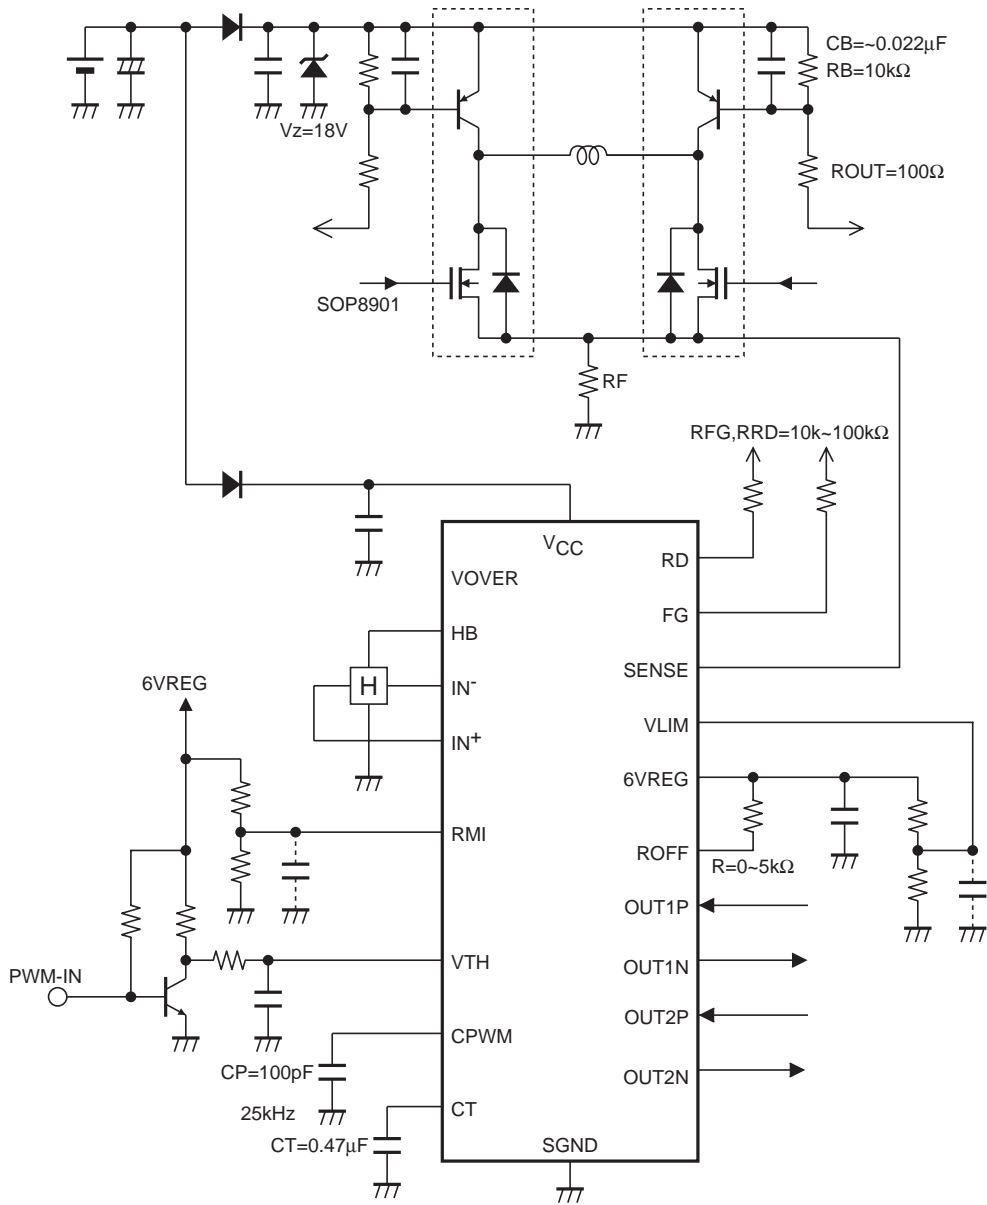 CB=~0.022µF
RB=10kΩ
Vz=18V
ROUT=100Ω
SOP8901
RF
RFG,RRD=10k~100kΩ
VCC
RD
VOVER
FG
HB
SENSE
H
IN-
6VREG
VLIM
IN+
6VREG
RMI
ROFF
R=0~5kΩ
OUT1P
VTH
OUT1N
PWM-IN
OUT2P
CPWM
CP=100pF
OUT2N
25kHz
CT
CT=0.47µF
SGND